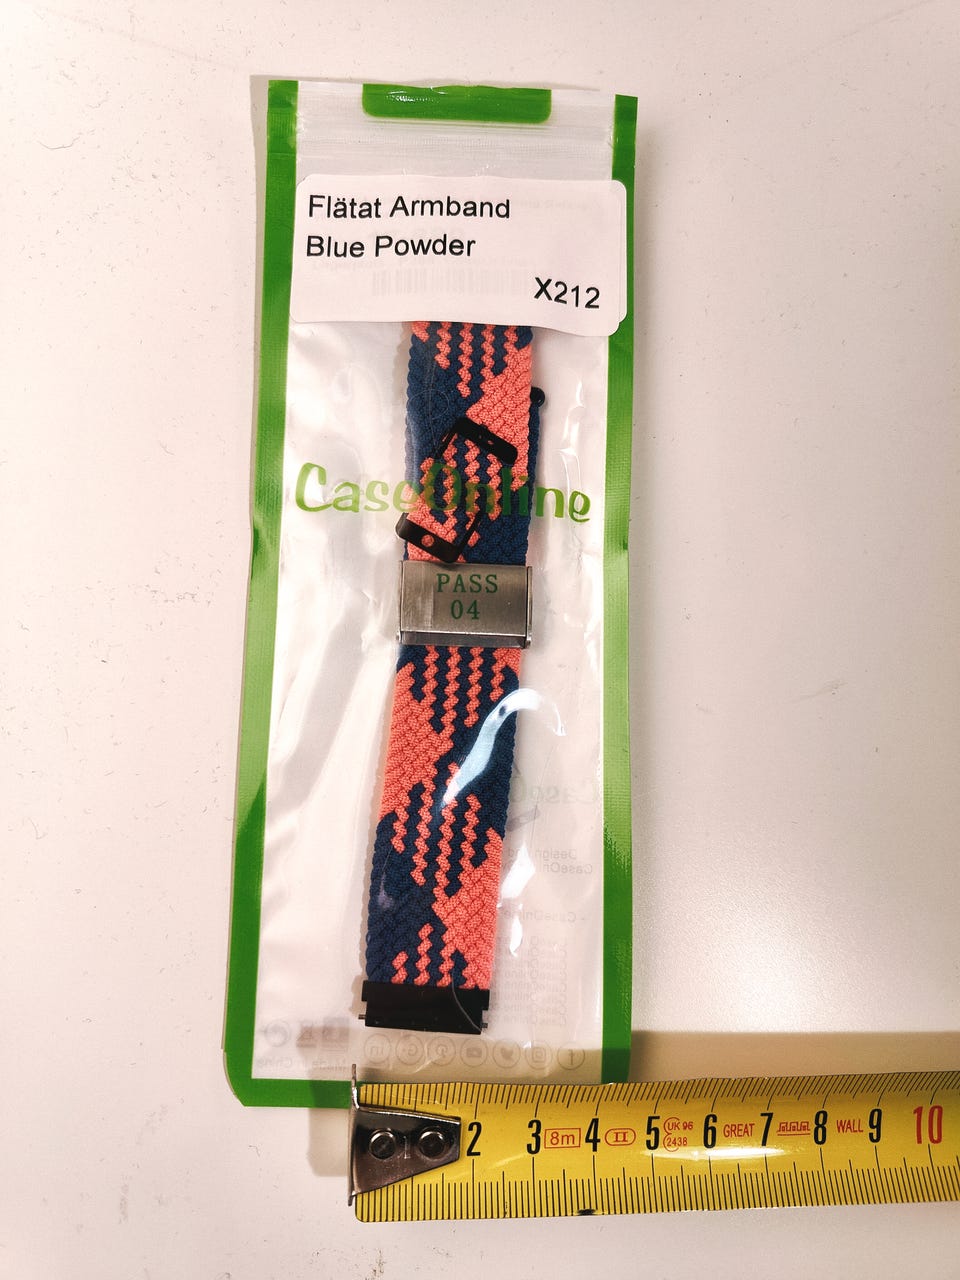 Flätat Armband
Blue Powder
X212
CaseOnline
PASS
04
2 3 8m 4 II 5 UK 96 2438 6 GREAT 7 8 WALL 9 10